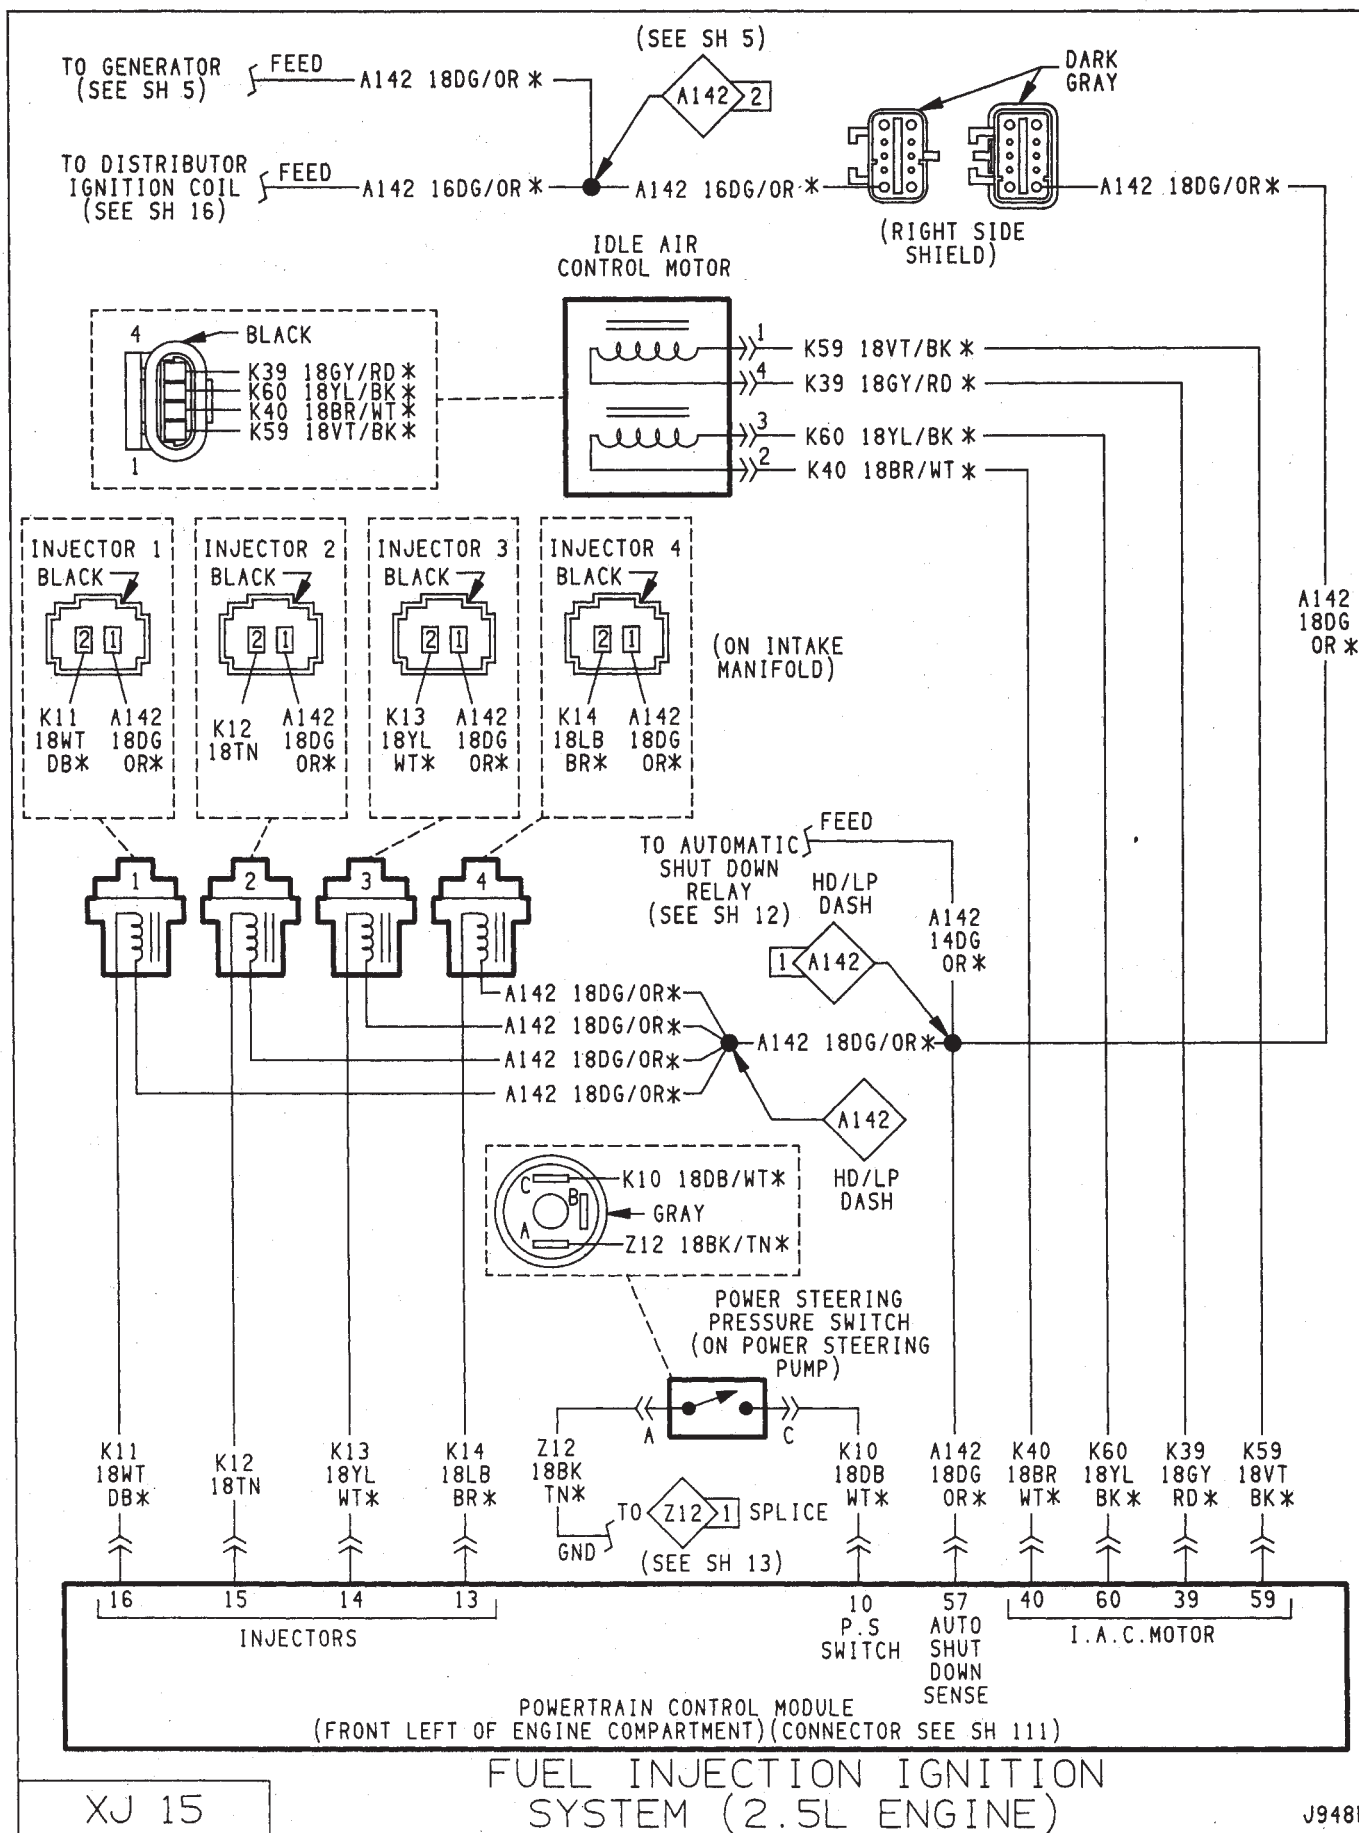 (SEE SH 5)
TO GENERATOR
(SEE SH 5)
FEED
A142 18DG/OR *
A142
2
DARK
GRAY
TO DISTRIBUTOR
IGNITION COIL
(SEE SH 16)
FEED
A142 16DG/OR *
A142 16DG/OR *
A142 18DG/OR *
(RIGHT SIDE
SHIELD)
IDLE AIR
CONTROL MOTOR
4
BLACK
K39 18GY/RD *
K60 18YL/BK *
K40 18BR/WT *
K59 18VT/BK *
1
1
K59 18VT/BK *
4
K39 18GY/RD *
3
K60 18YL/BK *
2
K40 18BR/WT *
INJECTOR 1
BLACK
2 1
K11
18WT
DB*
A142
18DG
OR*
INJECTOR 2
BLACK
2 1
K12
18TN
A142
18DG
OR*
INJECTOR 3
BLACK
2 1
K13
18YL
WT*
A142
18DG
OR*
INJECTOR 4
BLACK
2 1
K14
18LB
BR*
A142
18DG
OR*
(ON INTAKE
MANIFOLD)
A142
18DG
OR *
TO AUTOMATIC
SHUT DOWN
RELAY
(SEE SH 12)
FEED
HD/LP
DASH
1
A142
A142
14DG
OR *
1
2
3
4
A142 18DG/OR*
A142 18DG/OR*
A142 18DG/OR*
A142 18DG/OR*
A142 18DG/OR *
A142
HD/LP
DASH
C
B
A
K10 18DB/WT*
GRAY
Z12 18BK/TN*
POWER STEERING
PRESSURE SWITCH
(ON POWER STEERING
PUMP)
A
C
K11
18WT
DB*
K12
18TN
K13
18YL
WT*
K14
18LB
BR*
Z12
18BK
TN*
GND
TO
Z12
1
SPLICE
(SEE SH 13)
K10
18DB
WT*
A142
18DG
OR*
K40
18BR
WT*
K60
18YL
BK *
K39
18GY
RD *
K59
18VT
BK *
16 15 14 13
INJECTORS
10
P.S
SWITCH
57
AUTO
SHUT
DOWN
SENSE
40 60 39 59
I.A.C.MOTOR
POWERTRAIN CONTROL MODULE
(FRONT LEFT OF ENGINE COMPARTMENT)(CONNECTOR SEE SH 111)
FUEL INJECTION IGNITION
SYSTEM (2.5L ENGINE)
XJ 15